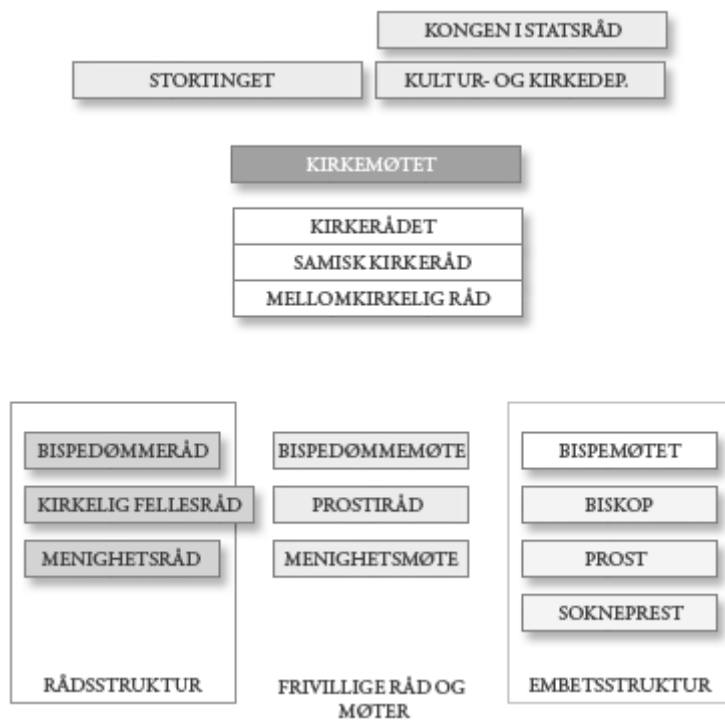 KONGEN I STATSRÅD
STORTINGET
KULTUR- OG KIRKEDEP.
KIRKEMØTET
KIRKERÅDET
SAMISK KIRKERÅD
MELLOMKIRKELIG RÅD
BISPEDØMMERÅD
KIRKELIG FELLESRÅD
MENIGHETSRÅD
RÅDSSTRUKTUR
BISPEDØMMEMØTE
PROSTIRÅD
MENIGHETSMØTE
FRIVILLIGE RÅD OG
MØTER
BISPEMØTET
BISKOP
PROST
SOKNEPREST
EMBETSSTRUKTUR